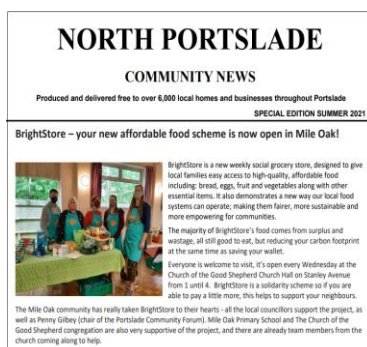 NORTH PORTSLADE
COMMUNITY NEWS
Produced and delivered free to over 6,000 local homes and businesses throughout Portslade
SPECIAL EDITION SUMMER 2021
BrightStore – your new affordable food scheme is now open in Mile Oak!
BrightStore is a new weekly social grocery store, designed to give
local families easy access to high-quality, affordable food
including: bread, eggs, fruit and vegetables along with other
essential items. It also demonstrates a new way our local food
systems can operate; making them fairer, more sustainable and
more empowering for communities.
The majority of BrightStore's food comes from surplus and
wastage, all still good to eat, but reducing your carbon footprint
at the same time as saving your wallet.
Everyone is welcome to visit, it's open every Wednesday at the
Church of the Good Shepherd Church Hall on Stanley Avenue
from 1 until 4. BrightStore is a solidarity scheme so if you are
able to pay a little more, this helps to support your neighbours.
The Mile Oak community has really taken BrightStore to their hearts - all the local councillors support the project, as
well as Penny Gilbey (chair of the Portslade Community Forum). Mile Oak Primary School and The Church of the
Good Shepherd congregation are also very supportive of the project, and there are already team members from the
church coming along to help.